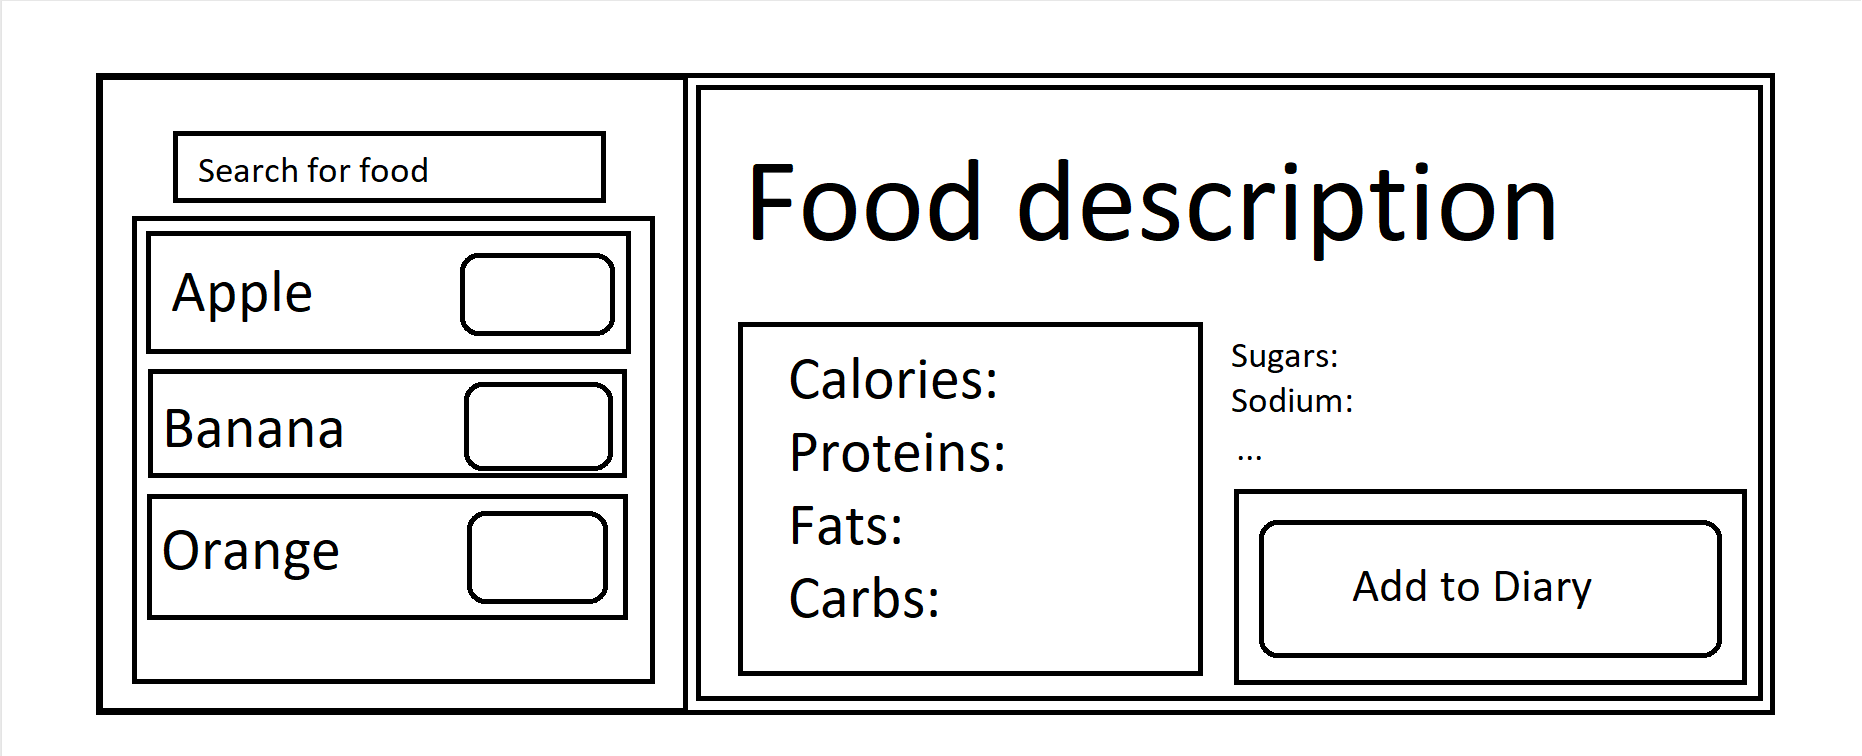 Search for food
Apple
Banana
Orange
Food description
Calories:
Proteins:
Fats:
Carbs:
Sugars:
Sodium:
...
Add to Diary